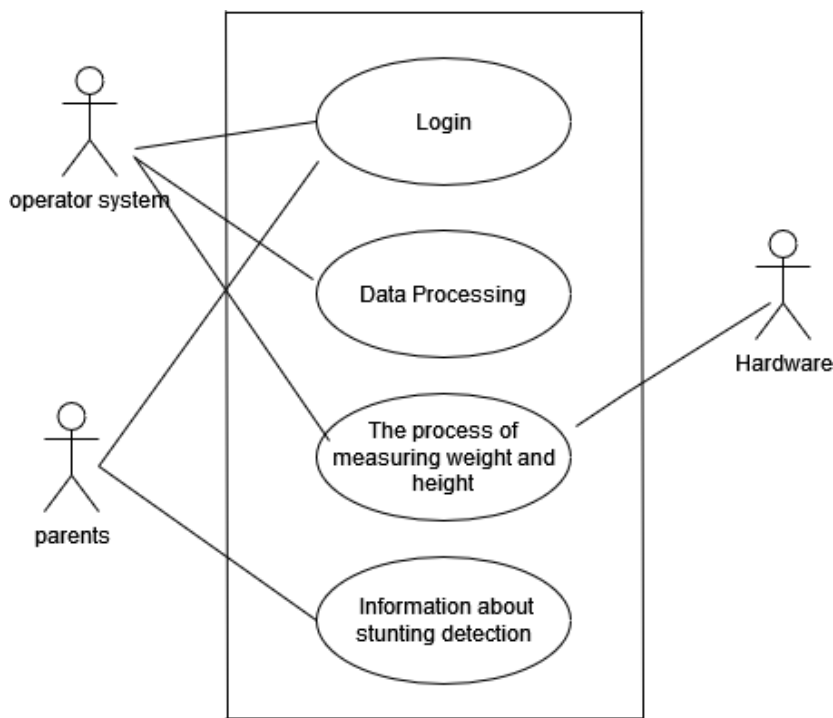 Login
operator system
Data Processing
Hardware
The process of
measuring weight and
height
parents
Information about
stunting detection